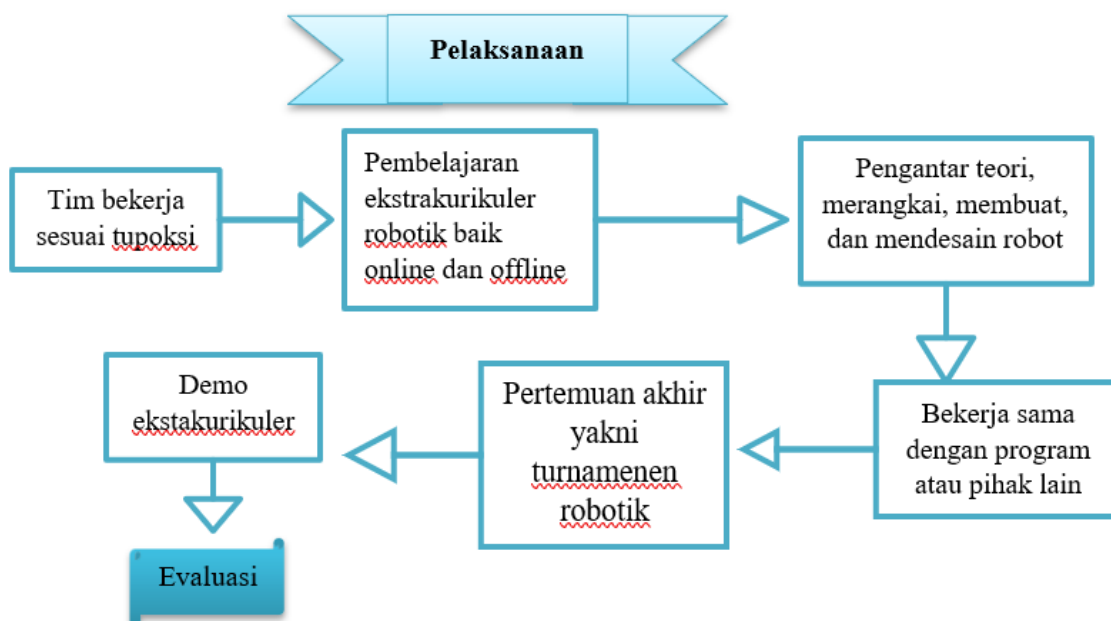 Pelaksanaan
Tim bekerja
sesuai tupoksi
Pembelajaran
ekstrakurikuler
robotik baik
online dan offline
Pengantar teori,
merangkai, membuat,
dan mendesain robot
Bekerja sama
dengan program
atau pihak lain
Pertemuan akhir
yakni
turnamenen
robotik
Demo
ekstakurikuler
Evaluasi